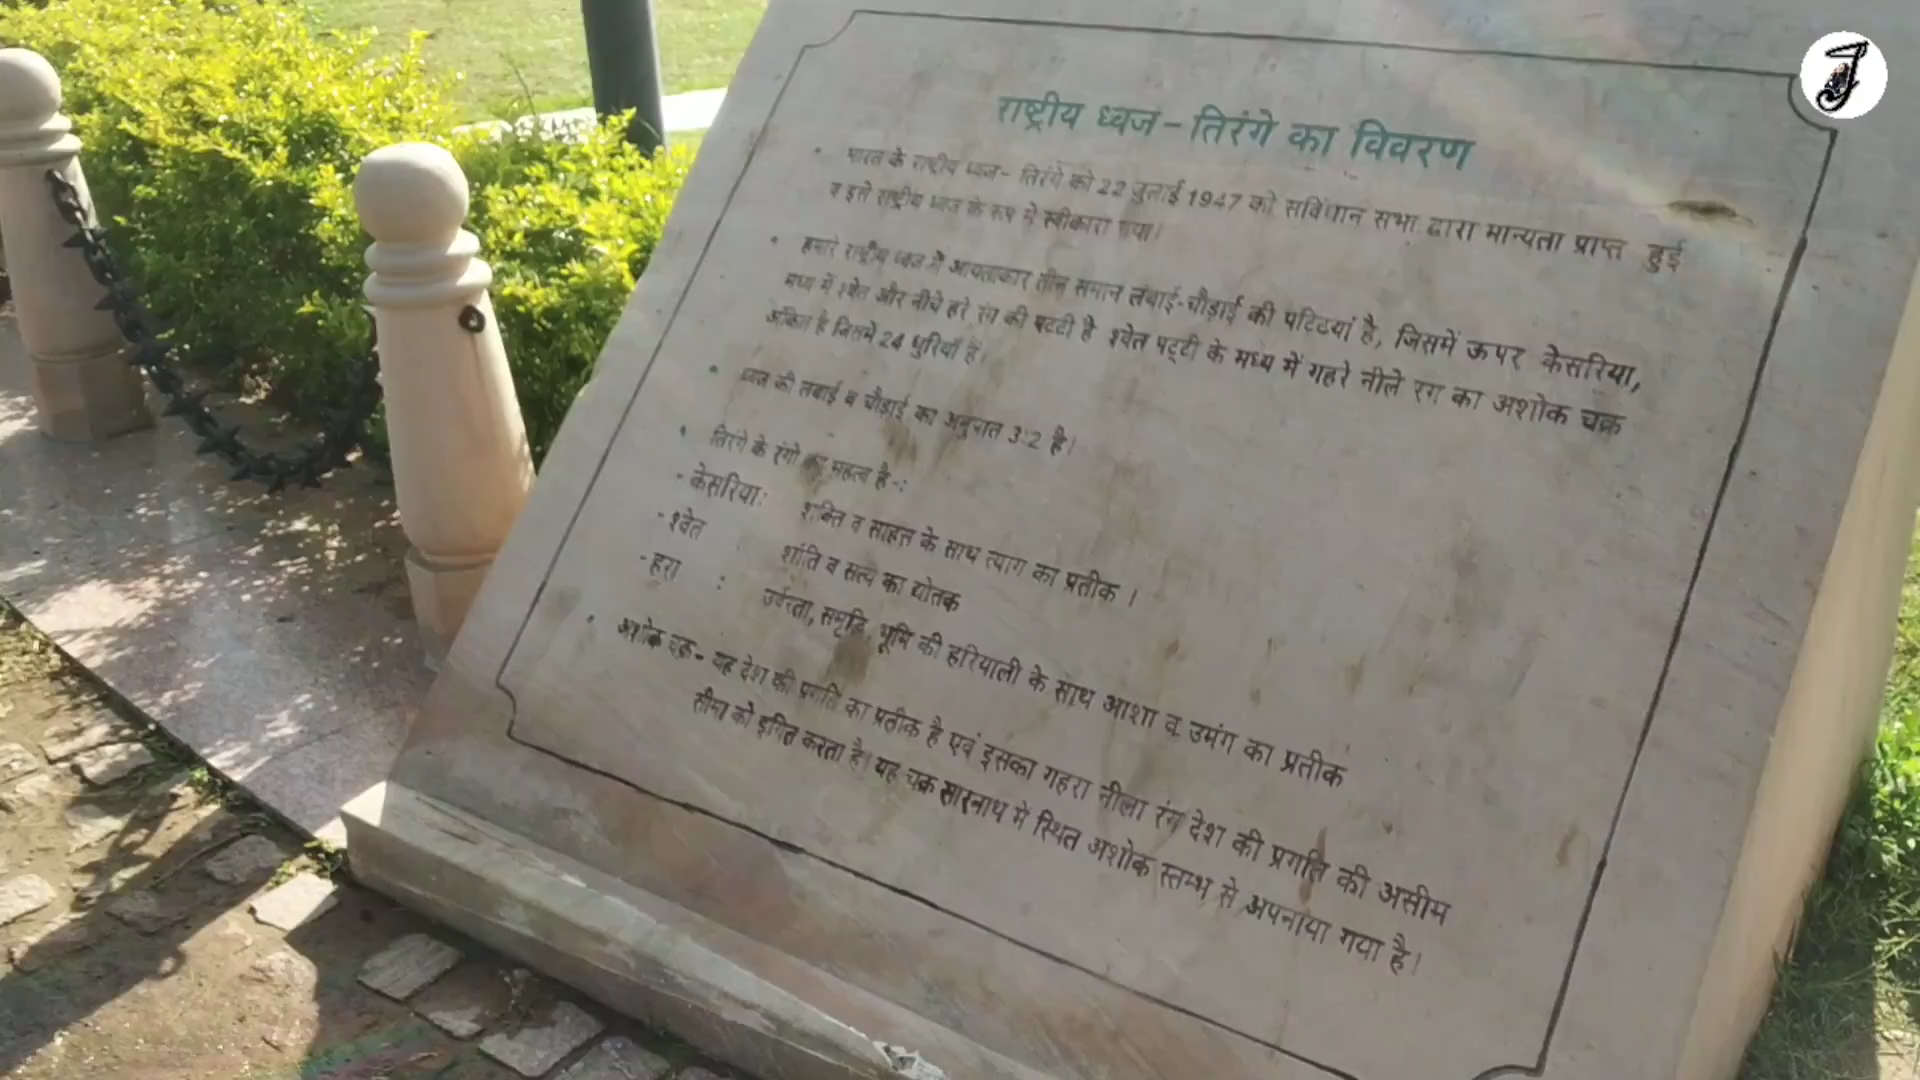 राष्ट्रीय ध्वज - तिरंगे का विवरण
• भारत के राष्ट्रीय ध्वज - तिरंगे को 22 जुलाई 1947 को सविधान सभा द्वारा मान्यता प्राप्त हुई
व इसे राष्ट्रीय ध्वज के रूप मे स्वीकारा गया।
• हमारे राष्ट्रीय ध्वज में आयताकार तीन समान लंबाई-चौड़ाई की पटिटयां है, जिसमें ऊपर केसरिया,
मध्य में श्वेत और नीचे हरे रंग की पटटी है श्वेत पट्टी के मध्य में गहरे नीले रंग का अशोक चक्र
अंकित है जिसमे 24 धुरियाँ हैं।
• ध्वज की लंबाई व चौड़ाई का अनुपात 3:2 है।
• तिरंगे के रंगो का महत्व है -:
- केसरिया: शक्ति व साहस के साथ त्याग का प्रतीक।
- श्वेत : शांति व सत्य का द्योतक
- हरा : उर्वरता, समृद्धि, भूमि की हरियाली के साथ आशा व उमंग का प्रतीक
• अशोक चक्र - यह देश की प्रगति का प्रतीक है एवं इसका गहरा नीला रंग देश की प्रगति की असीम
सीमा को इंगित करता है। यह चक्र सारनाथ मे स्थित अशोक स्तम्भ से अपनाया गया है।